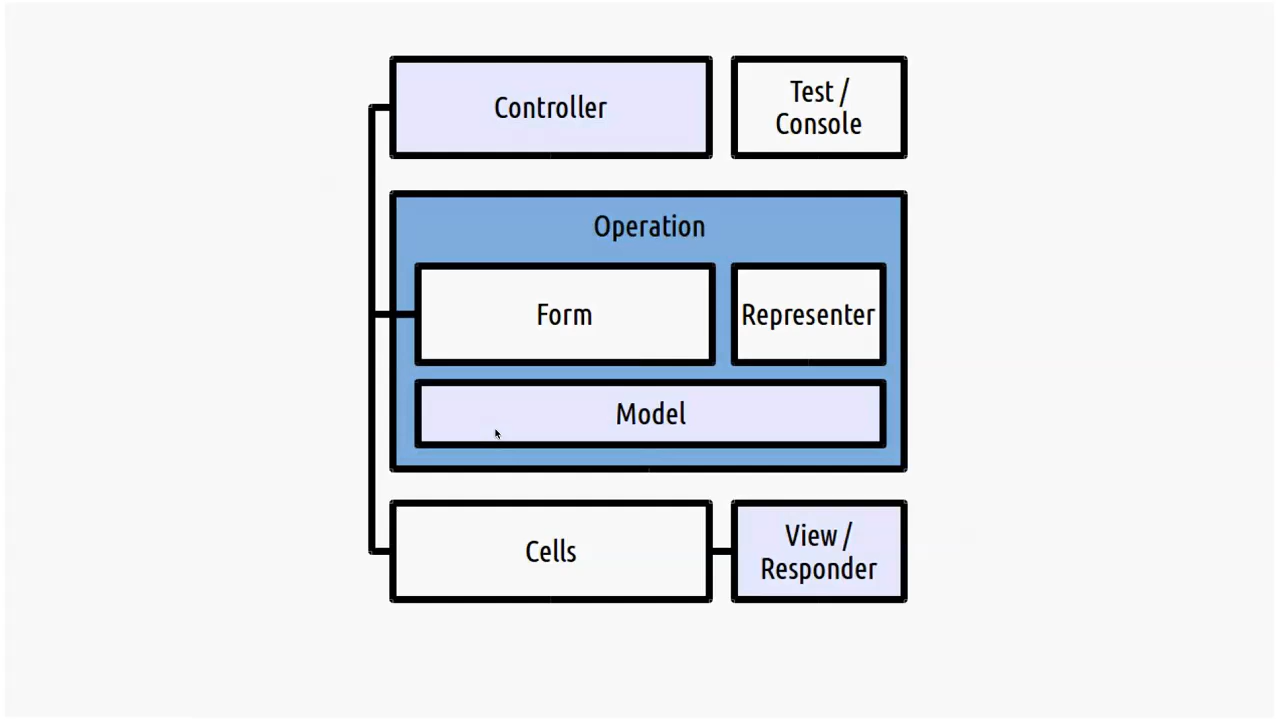 Controller
Test /
Console
Operation
Form
Representer
Model
Cells
View /
Responder